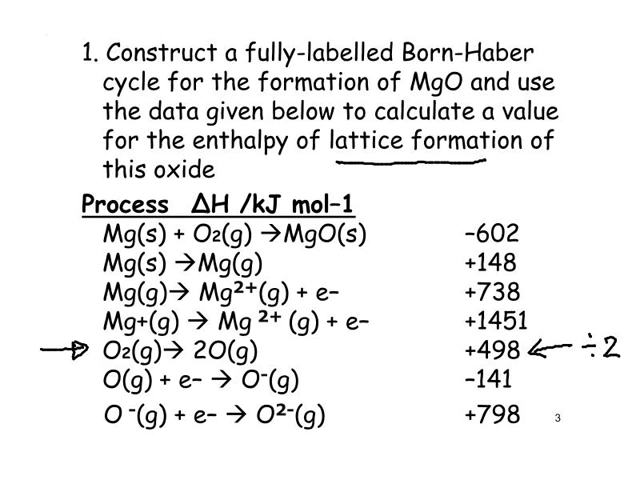 1. Construct a fully-labelled Born-Haber
cycle for the formation of MgO and use
the data given below to calculate a value
for the enthalpy of lattice formation of
this oxide
Process ΔH /kJ mol–1
Mg(s) + O₂(g) →MgO(s) –602
Mg(s) →Mg(g) +148
Mg(g)→ Mg²⁺(g) + e– +738
Mg+(g) → Mg ²⁺ (g) + e– +1451
→ O₂(g)→ 2O(g) +498 ← ÷2
O(g) + e– → O⁻(g) –141
O ⁻(g) + e– → O²⁻(g) +798
3